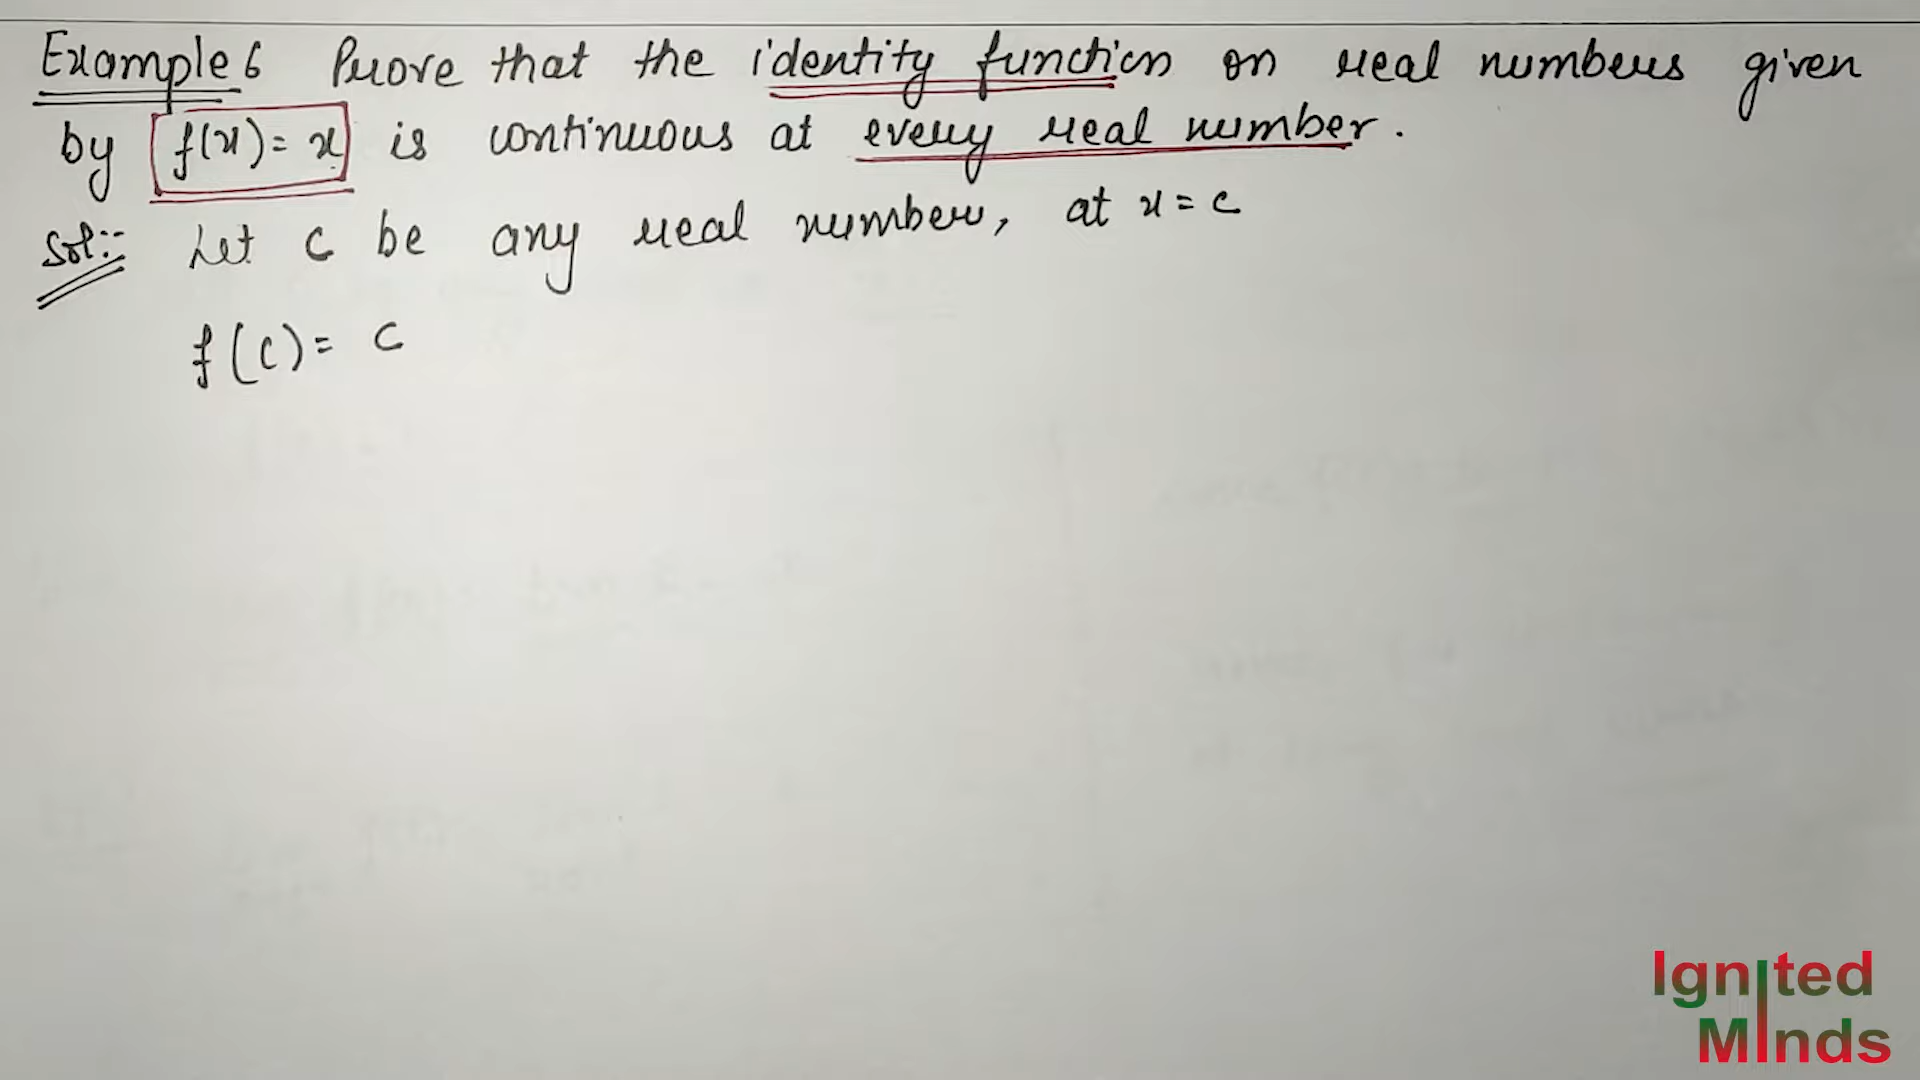 Example 6 Prove that the identity function on real numbers given
by f(x) = x is continuous at every real number.
Sol:- Let c be any real number, at x = c
f(c) = c
Ignited
Minds